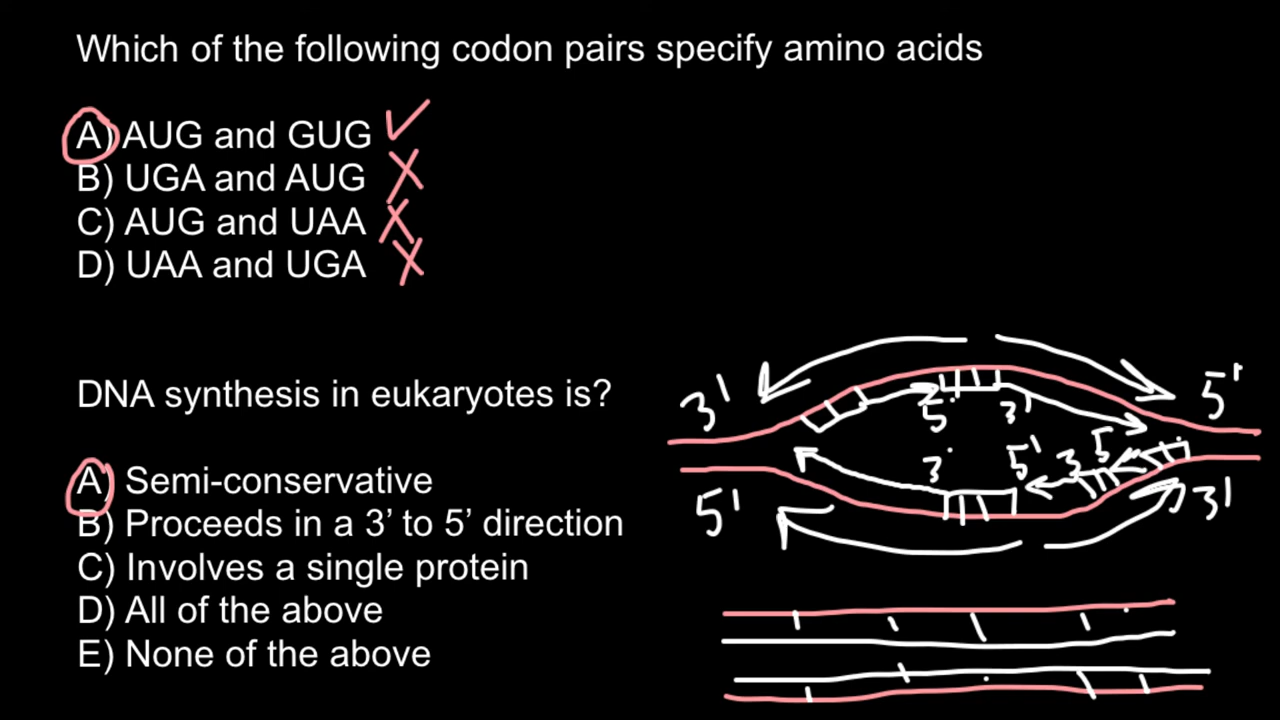 Which of the following codon pairs specify amino acids
A) AUG and GUG
B) UGA and AUG
C) AUG and UAA
D) UAA and UGA
DNA synthesis in eukaryotes is?
A) Semi-conservative
B) Proceeds in a 3’ to 5’ direction
C) Involves a single protein
D) All of the above
E) None of the above
3' 5' 3' 5'
3' 5' 3 5
5' 3'